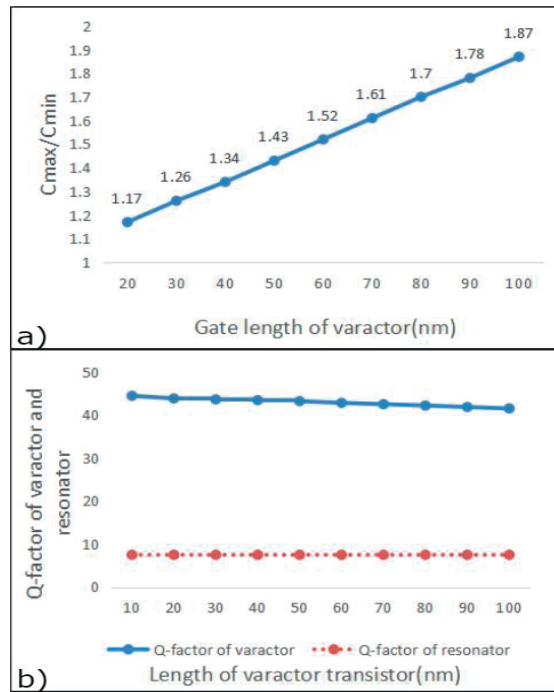 2
1.9
1.8
1.7
1.6
1.5
1.4
1.3
1.2
1.1
1
Cmax/Cmin
1.17
1.26
1.34
1.43
1.52
1.61
1.7
1.78
1.87
20 30 40 50 60 70 80 90 100
Gate length of varactor(nm)
a)
50
40
30
20
10
0
Q-factor of varactor and
resonator
10 20 30 40 50 60 70 80 90 100
Q-factor of varactor Q-factor of resonator
Length of varactor transistor(nm)
b)